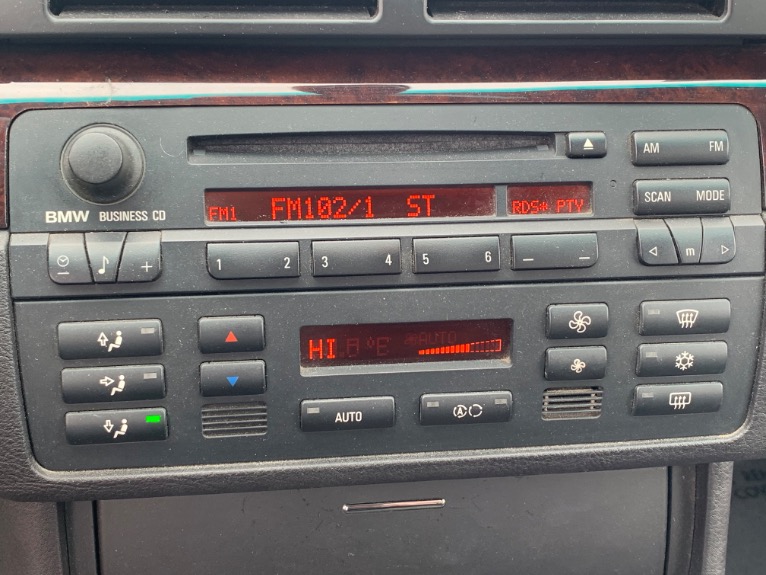 AM FM
FM1 FM102/1 ST RDS* PTY
SCAN MODE
BMW BUSINESS CD
1 2 3 4 5 6 – –
– ♪ + m
HI AUTO
AUTO A